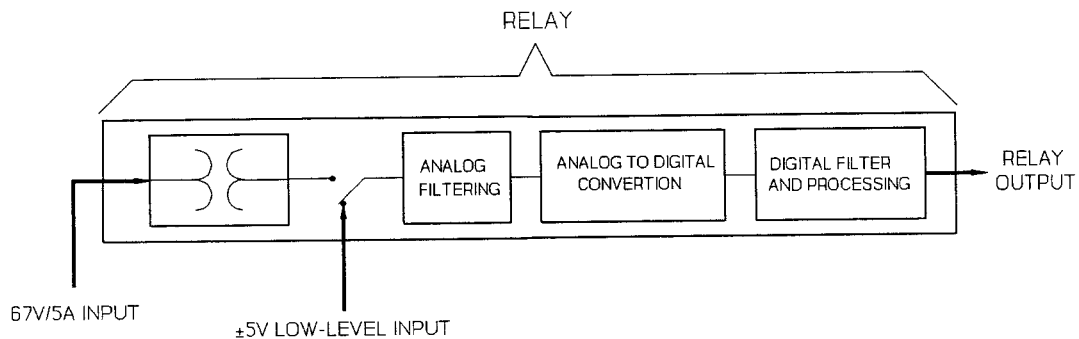 RELAY
ANALOG
FILTERING
ANALOG TO DIGITAL
CONVERTION
DIGITAL FILTER
AND PROCESSING
RELAY
OUTPUT
67V/5A INPUT
±5V LOW-LEVEL INPUT